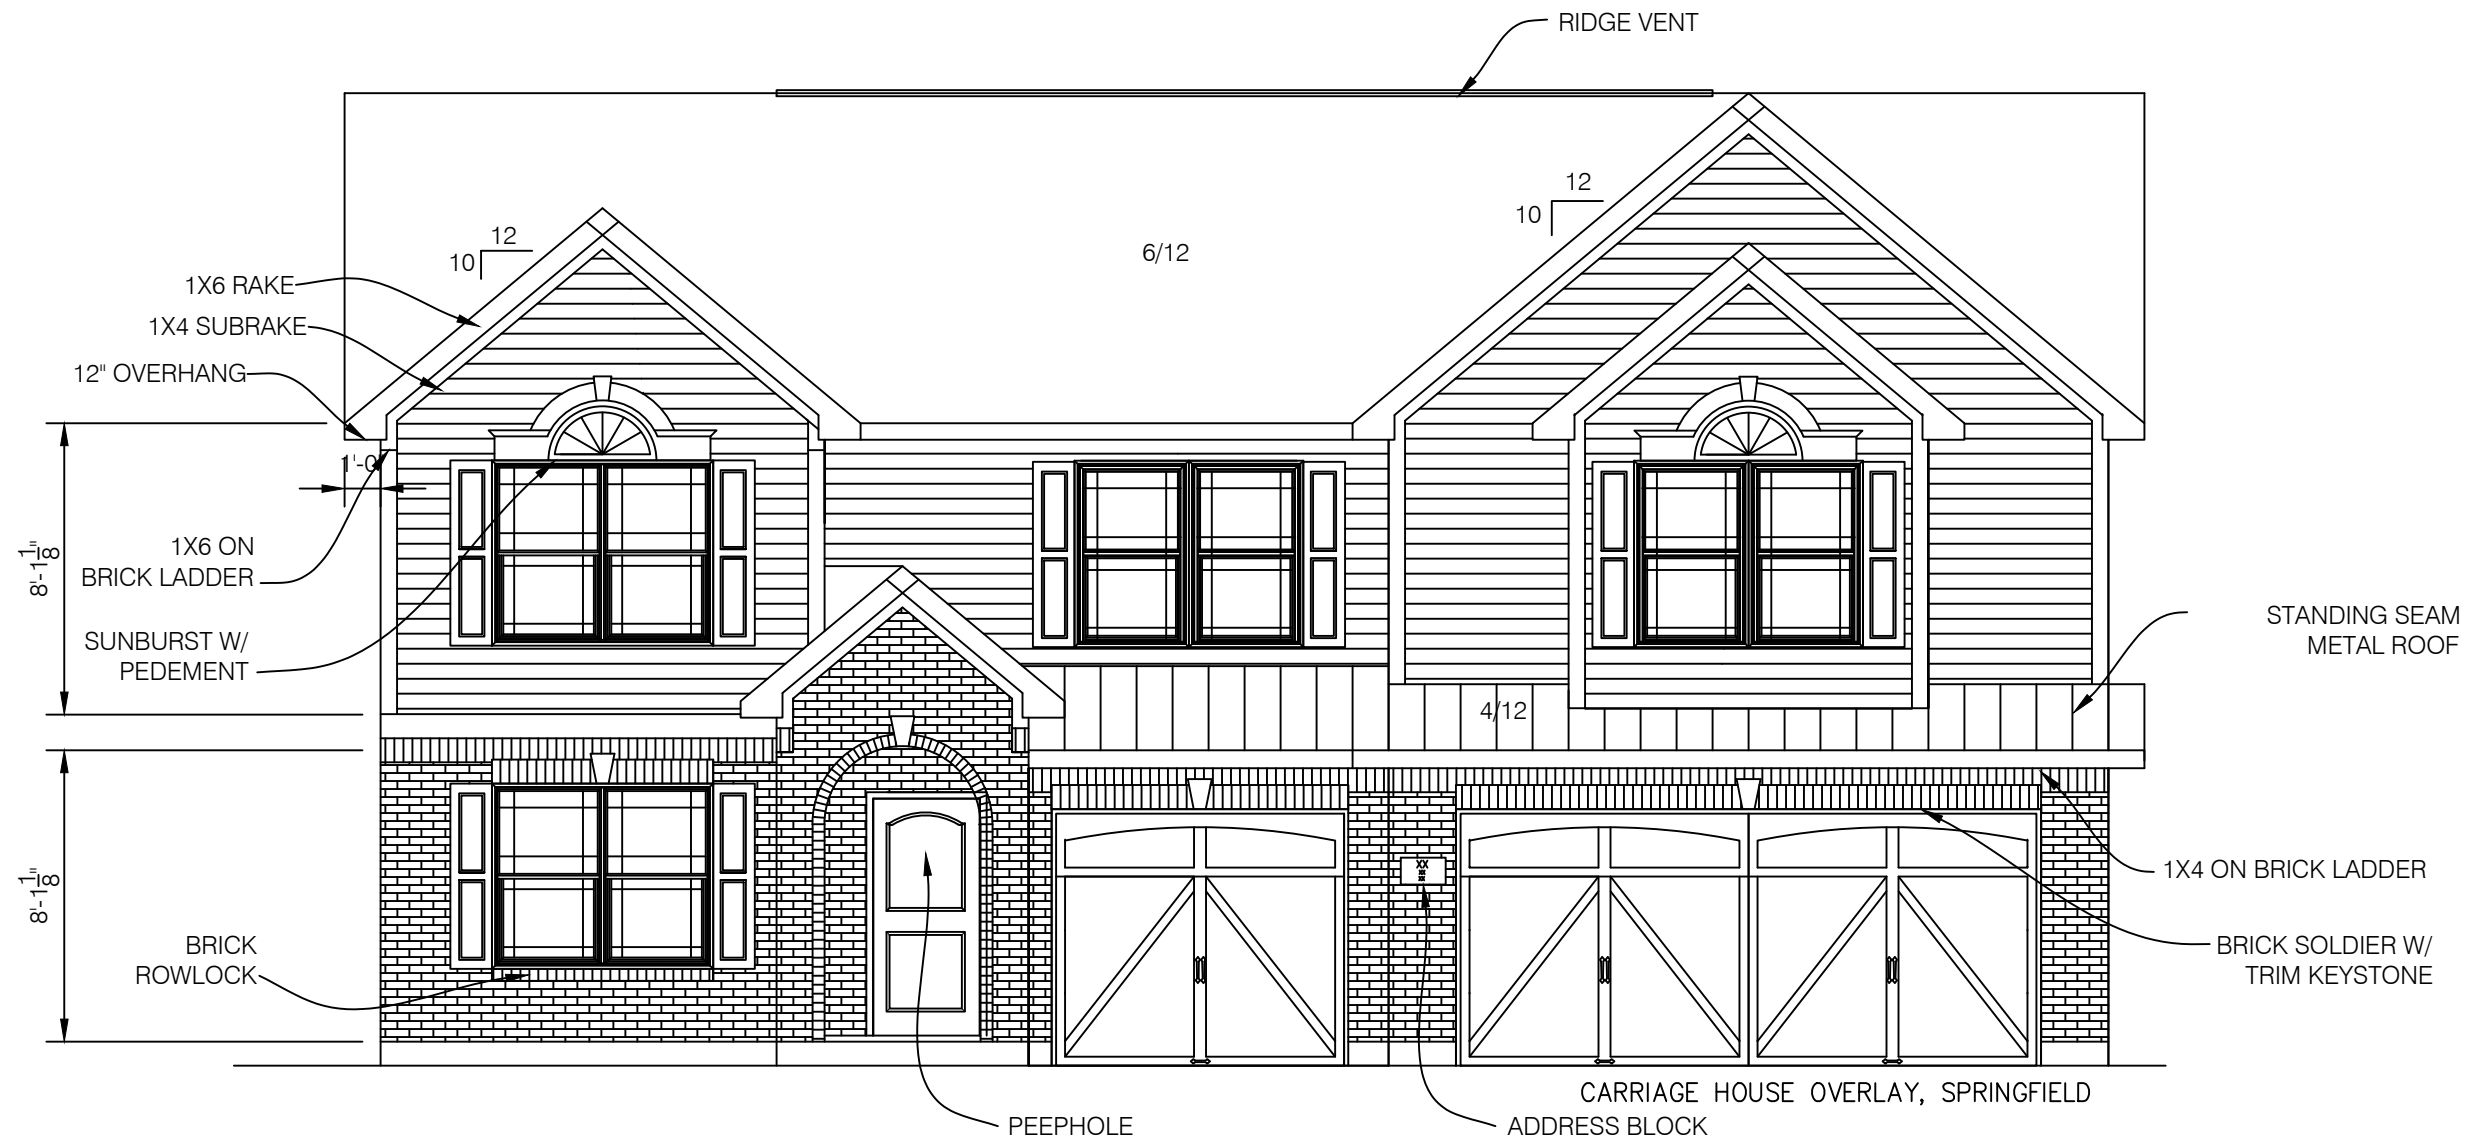 RIDGE VENT
12
10
12
10
6/12
1X6 RAKE
1X4 SUBRAKE
12" OVERHANG
1'-0"
8'-1 1/8"
1X6 ON
BRICK LADDER
SUNBURST W/
PEDEMENT
STANDING SEAM
METAL ROOF
4/12
8'-1 1/8"
XX
1X4 ON BRICK LADDER
BRICK
ROWLOCK
BRICK SOLDIER W/
TRIM KEYSTONE
CARRIAGE HOUSE OVERLAY, SPRINGFIELD
PEEPHOLE
ADDRESS BLOCK